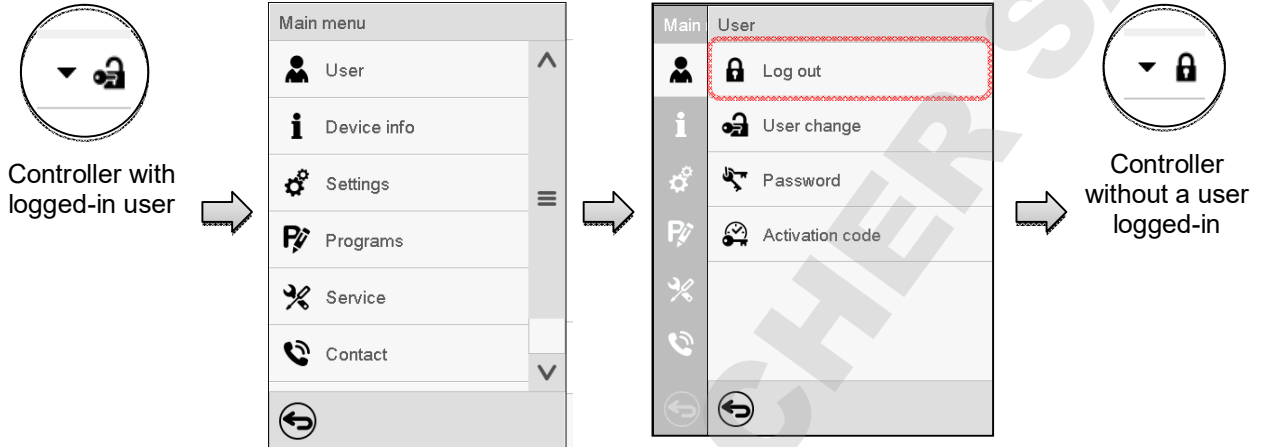 Controller with
logged-in user
Main menu
User
Device info
Settings
Programs
Service
Contact
Main
User
Log out
User change
Password
Activation code
Controller
without a user
logged-in